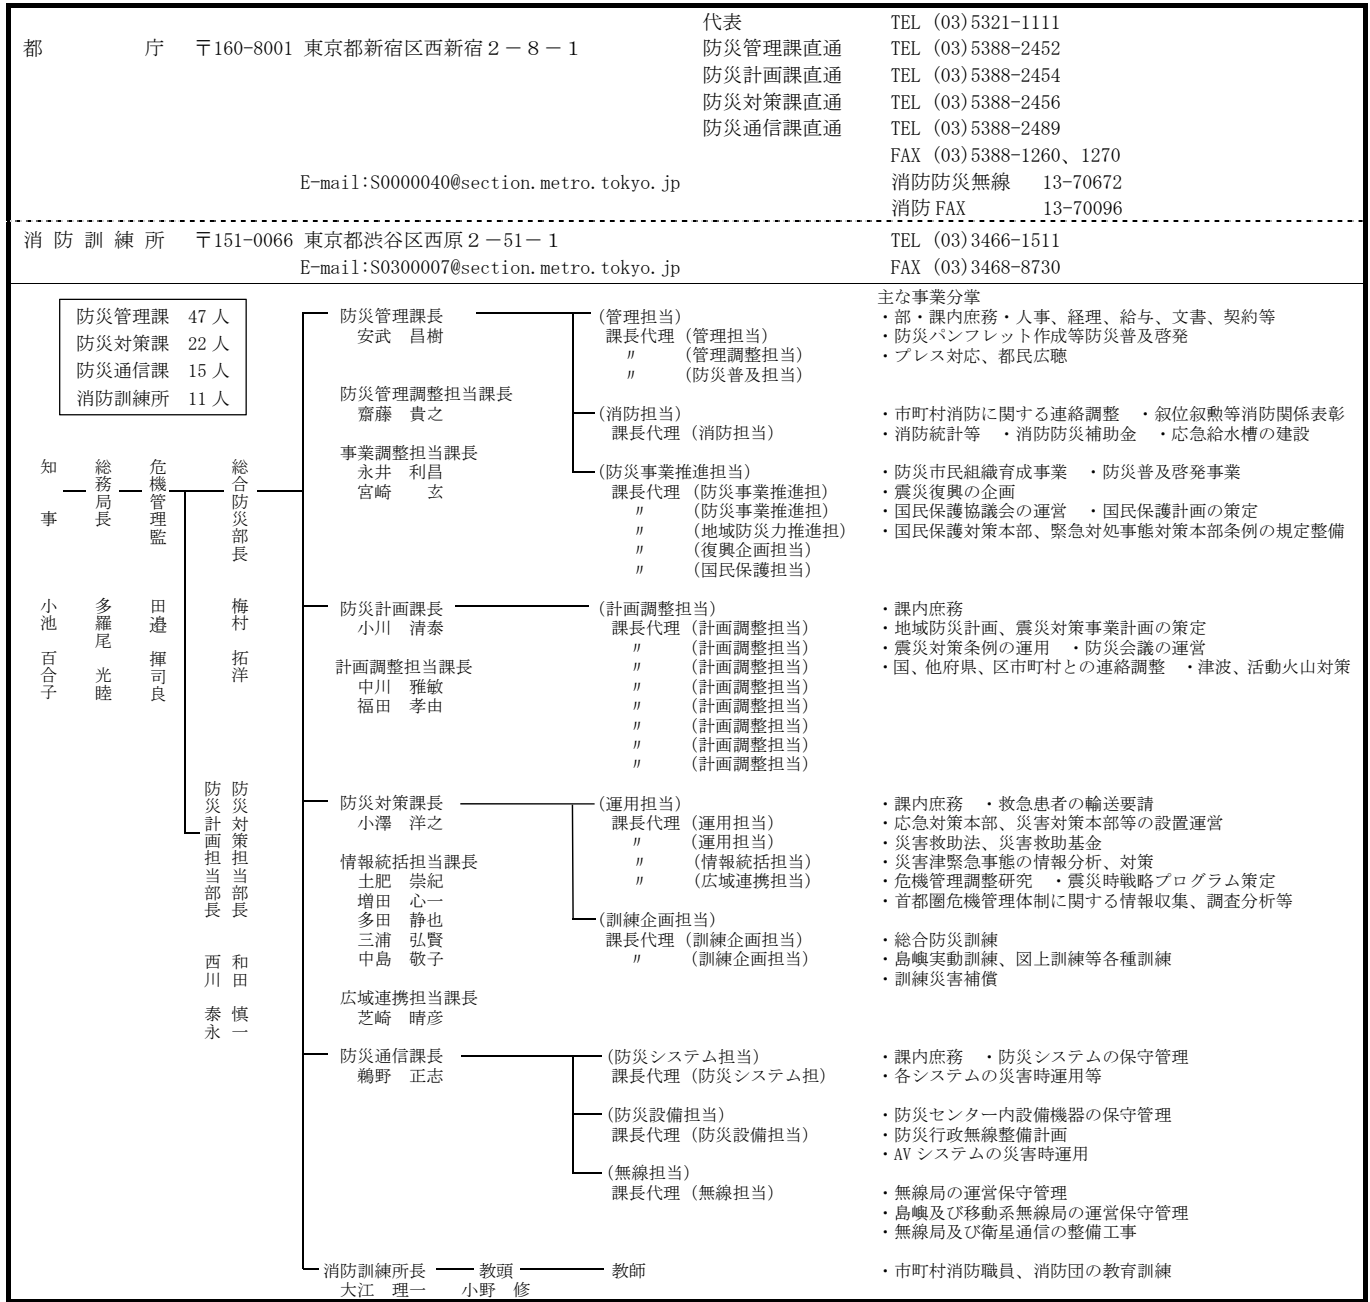 代表 TEL (03)5321-1111
都 庁 〒160-8001 東京都新宿区西新宿2-8-1 防災管理課直通 TEL (03)5388-2452
防災計画課直通 TEL (03)5388-2454
防災対策課直通 TEL (03)5388-2456
防災通信課直通 TEL (03)5388-2489
FAX (03)5388-1260、1270
E-mail:S0000040@section.metro.tokyo.jp 消防防災無線 13-70672
消防 FAX 13-70096
消 防 訓 練 所 〒151-0066 東京都渋谷区西原2-51-1 TEL (03)3466-1511
E-mail:S0300007@section.metro.tokyo.jp FAX (03)3468-8730
防災管理課 47 人
防災対策課 22 人
防災通信課 15 人
消防訓練所 11 人
知事 小池 百合子
総務局長 多羅尾 光睦
危機管理監 田邉 揮司良
総合防災部長 梅村 拓洋
防災対策担当部長 和田 慎一
防災計画担当部長 西川 泰永
主な事業分掌
防災管理課長 (管理担当) ・部・課内庶務・人事、経理、給与、文書、契約等
安武 昌樹 課長代理 (管理担当) ・防災パンフレット作成等防災普及啓発
〃 (管理調整担当) ・プレス対応、都民広聴
〃 (防災普及担当)
防災管理調整担当課長
齋藤 貴之 (消防担当) ・市町村消防に関する連絡調整 ・叙位叙勲等消防関係表彰
課長代理 (消防担当) ・消防統計等 ・消防防災補助金 ・応急給水槽の建設
事業調整担当課長
永井 利昌 (防災事業推進担当) ・防災市民組織育成事業 ・防災普及啓発事業
宮崎 玄 課長代理 (防災事業推進担) ・震災復興の企画
〃 (防災事業推進担) ・国民保護協議会の運営 ・国民保護計画の策定
〃 (地域防災力推進担) ・国民保護対策本部、緊急対処事態対策本部条例の規定整備
〃 (復興企画担当)
〃 (国民保護担当)
防災計画課長 (計画調整担当) ・課内庶務
小川 清泰 課長代理 (計画調整担当) ・地域防災計画、震災対策事業計画の策定
〃 (計画調整担当) ・震災対策条例の運用 ・防災会議の運営
計画調整担当課長 〃 (計画調整担当) ・国、他府県、区市町村との連絡調整 ・津波、活動火山対策
中川 雅敏 〃 (計画調整担当)
福田 孝由 〃 (計画調整担当)
〃 (計画調整担当)
〃 (計画調整担当)
〃 (計画調整担当)
防災対策課長 (運用担当) ・課内庶務 ・救急患者の輸送要請
小澤 洋之 課長代理 (運用担当) ・応急対策本部、災害対策本部等の設置運営
〃 (運用担当) ・災害救助法、災害救助基金
情報統括担当課長 〃 (情報統括担当) ・災害津緊急事態の情報分析、対策
土肥 崇紀 〃 (広域連携担当) ・危機管理調整研究 ・震災時戦略プログラム策定
増田 心一 ・首都圏危機管理体制に関する情報収集、調査分析等
多田 静也 (訓練企画担当)
三浦 弘賢 課長代理 (訓練企画担当) ・総合防災訓練
中島 敬子 〃 (訓練企画担当) ・島嶼実動訓練、図上訓練等各種訓練
・訓練災害補償
広域連携担当課長
芝崎 晴彦
防災通信課長 (防災システム担当) ・課内庶務 ・防災システムの保守管理
鵜野 正志 課長代理 (防災システム担) ・各システムの災害時運用等
(防災設備担当) ・防災センター内設備機器の保守管理
課長代理 (防災設備担当) ・防災行政無線整備計画
・AV システムの災害時運用
(無線担当)
課長代理 (無線担当) ・無線局の運営保守管理
・島嶼及び移動系無線局の運営保守管理
・無線局及び衛星通信の整備工事
消防訓練所長 教頭 教師 ・市町村消防職員、消防団の教育訓練
大江 理一 小野 修